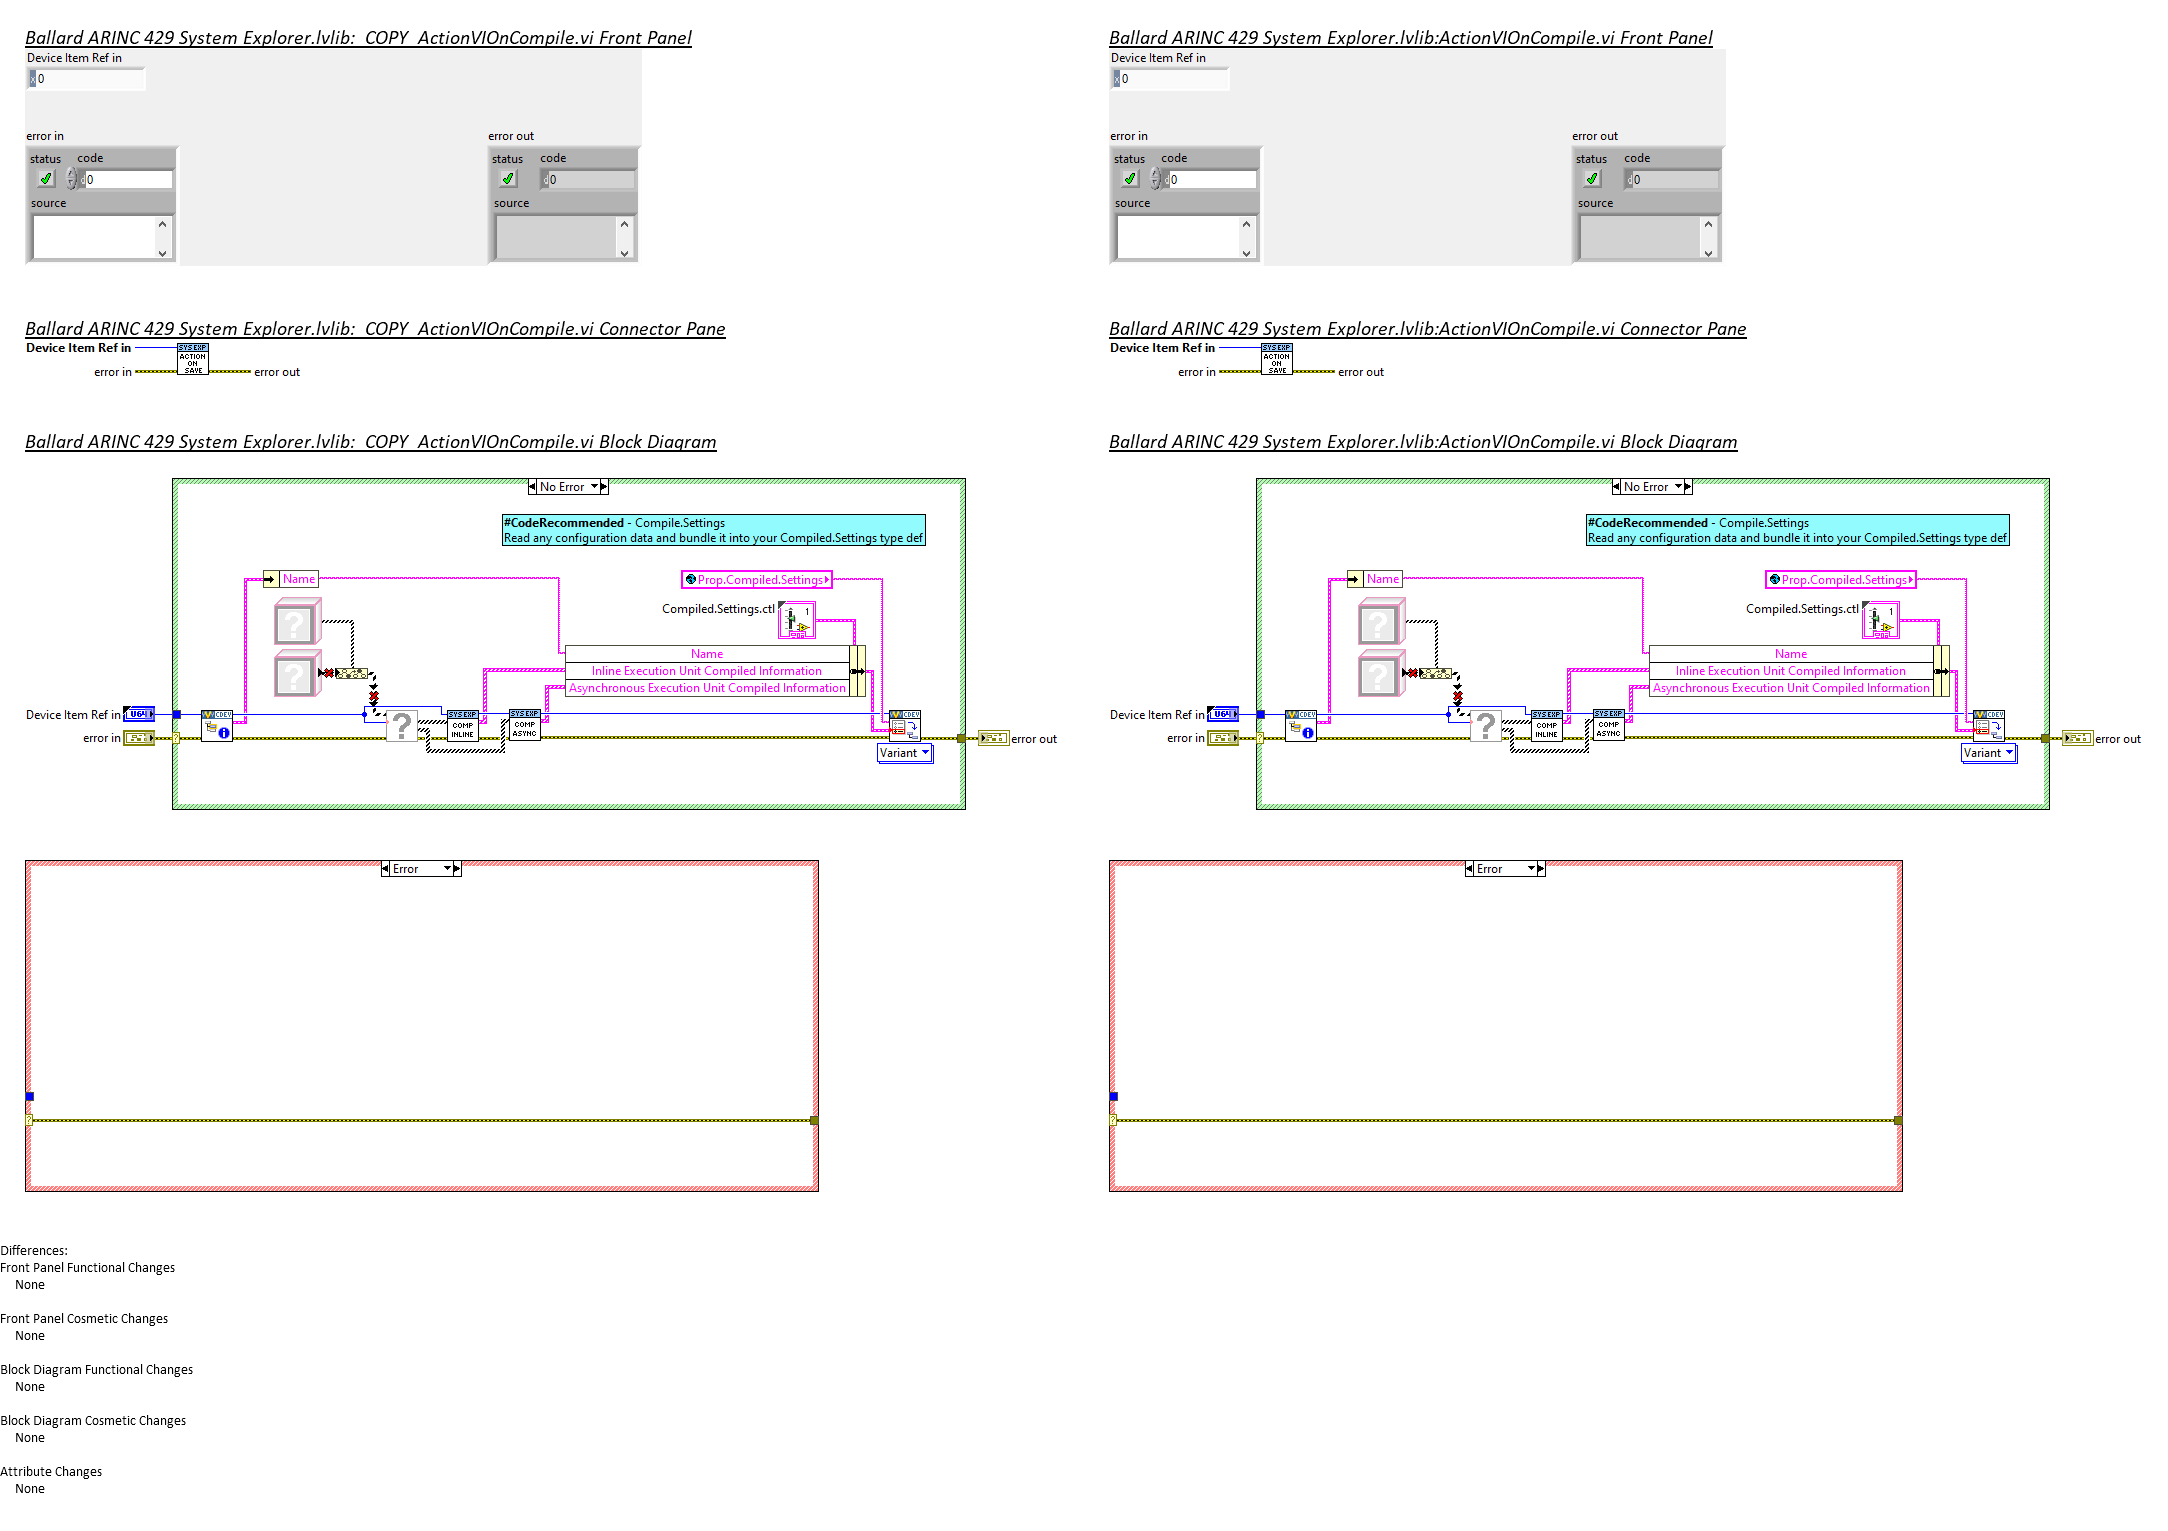 Ballard ARINC 429 System Explorer.lvlib:  COPY  ActionVIOnCompile.vi Front Panel
Device Item Ref in
0
error in
status code
0
source
error out
status code
0
source
Ballard ARINC 429 System Explorer.lvlib:  COPY  ActionVIOnCompile.vi Connector Pane
Device Item Ref in
SYS EXP
ACTION
ON
SAVE
error in
error out
Ballard ARINC 429 System Explorer.lvlib:  COPY  ActionVIOnCompile.vi Block Diagram
No Error
#CodeRecommended - Compile.Settings
Read any configuration data and bundle it into your Compiled.Settings type def
Name
Prop.Compiled.Settings
?
Compiled.Settings.ctl
1
?
Name
Inline Execution Unit Compiled Information
Asynchronous Execution Unit Compiled Information
Device Item Ref in
U64
CDEV
?
SYS EXP
COMP
INLINE
SYS EXP
COMP
ASYNC
CDEV
error in
?
error out
Variant
Error
?
Ballard ARINC 429 System Explorer.lvlib:ActionVIOnCompile.vi Front Panel
Device Item Ref in
0
error in
status code
0
source
error out
status code
0
source
Ballard ARINC 429 System Explorer.lvlib:ActionVIOnCompile.vi Connector Pane
Device Item Ref in
SYS EXP
ACTION
ON
SAVE
error in
error out
Ballard ARINC 429 System Explorer.lvlib:ActionVIOnCompile.vi Block Diagram
No Error
#CodeRecommended - Compile.Settings
Read any configuration data and bundle it into your Compiled.Settings type def
Name
Prop.Compiled.Settings
?
Compiled.Settings.ctl
1
?
Name
Inline Execution Unit Compiled Information
Asynchronous Execution Unit Compiled Information
Device Item Ref in
U64
CDEV
?
SYS EXP
COMP
INLINE
SYS EXP
COMP
ASYNC
CDEV
error in
?
error out
Variant
Error
?
Differences:
Front Panel Functional Changes
None
Front Panel Cosmetic Changes
None
Block Diagram Functional Changes
None
Block Diagram Cosmetic Changes
None
Attribute Changes
None